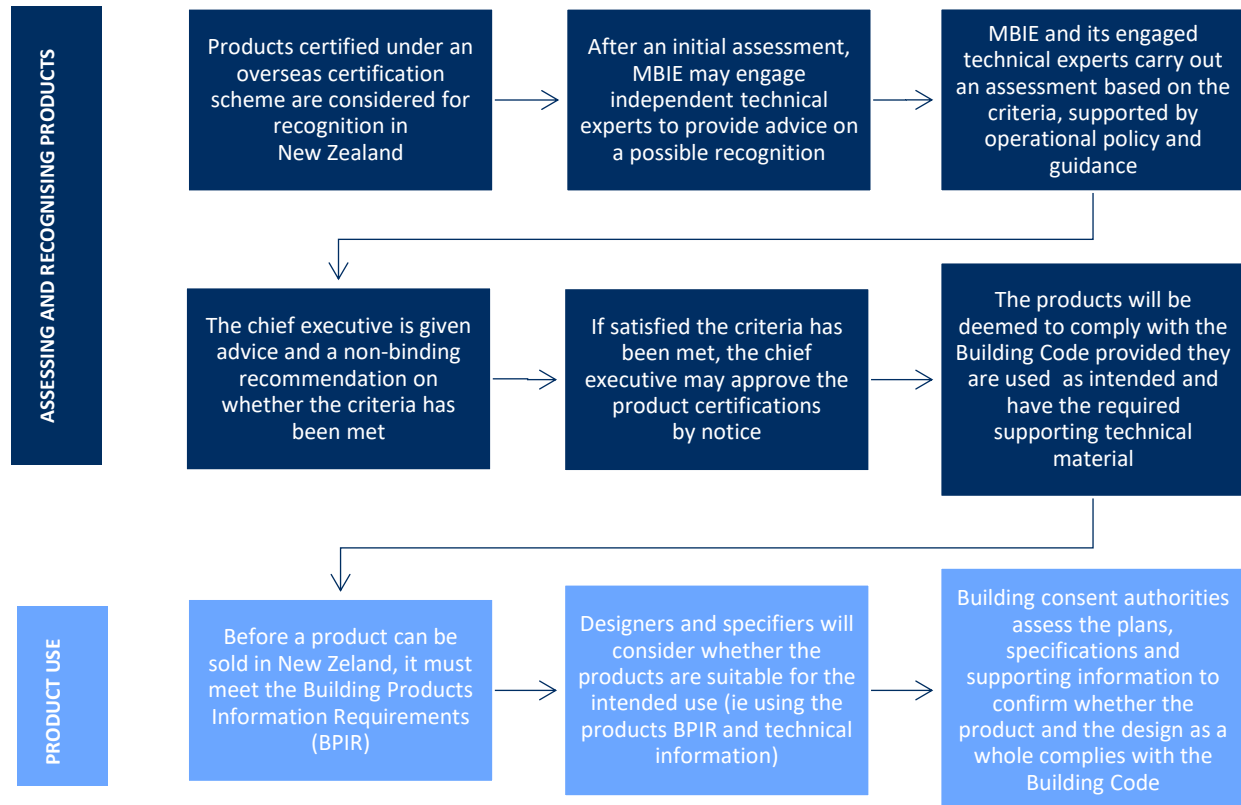 ASSESSING AND RECOGNISING PRODUCTS
Products certified under an
overseas certification
scheme are considered for
recognition in
New Zealand
After an initial assessment,
MBIE may engage
independent technical
experts to provide advice on
a possible recognition
MBIE and its engaged
technical experts carry out
an assessment based on the
criteria, supported by
operational policy and
guidance
The chief executive is given
advice and a non-binding
recommendation on
whether the criteria has
been met
If satisfied the criteria has
been met, the chief
executive may approve the
product certifications
by notice
The products will be
deemed to comply with the
Building Code provided they
are used as intended and
have the required
supporting technical
material
PRODUCT USE
Before a product can be
sold in New Zeland, it must
meet the Building Products
Information Requirements
(BPIR)
Designers and specifiers will
consider whether the
products are suitable for the
intended use (ie using the
products BPIR and technical
information)
Building consent authorities
assess the plans,
specifications and
supporting information to
confirm whether the
product and the design as a
whole complies with the
Building Code